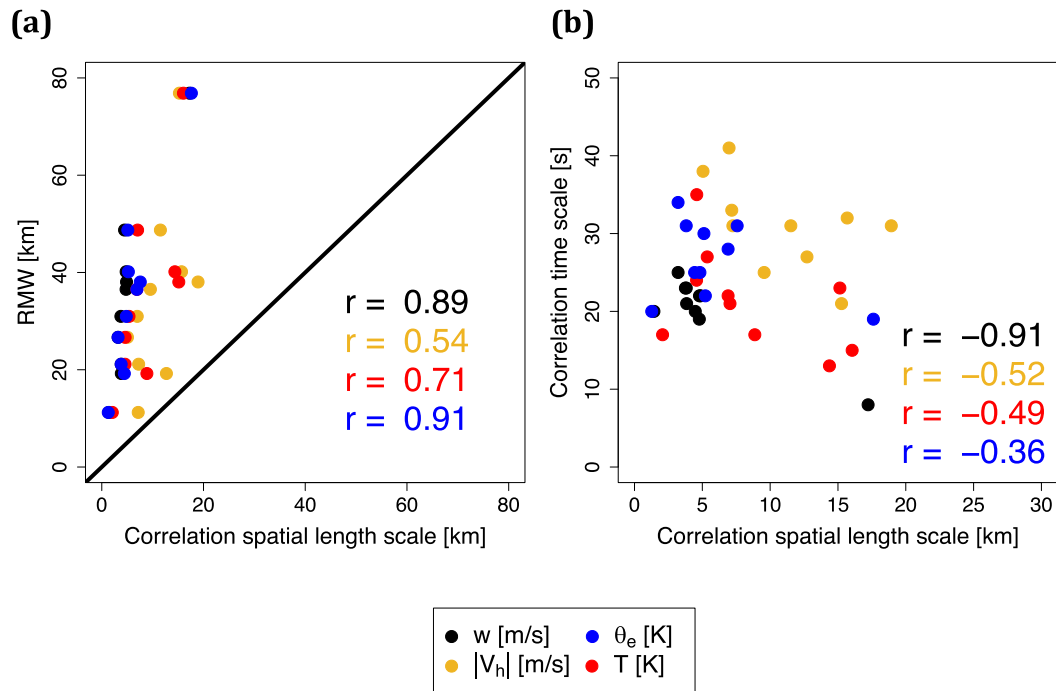 (a)
80
60
40
20
0
RMW [km]
r = 0.89
r = 0.54
r = 0.71
r = 0.91
0 20 40 60 80
Correlation spatial length scale [km]
(b)
50
40
30
20
10
0
Correlation time scale [s]
r = −0.91
r = −0.52
r = −0.49
r = −0.36
0 5 10 15 20 25 30
Correlation spatial length scale [km]
w [m/s] θe [K]
|Vh| [m/s] T [K]